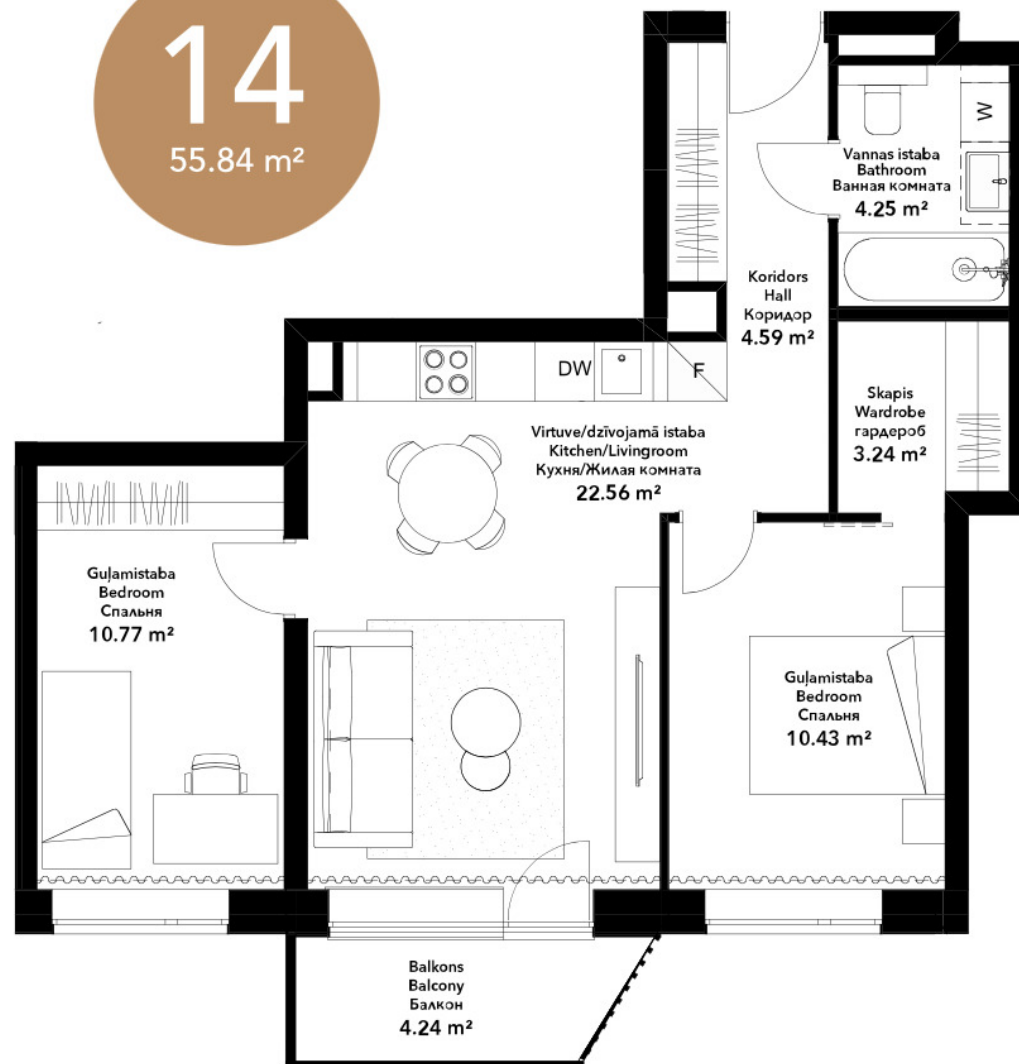 14
55.84 m²
W
Vannas istaba
Bathroom
Ванная комната
4.25 m²
Koridors
Hall
Коридор
4.59 m²
DW
F
Skapis
Wardrobe
гардероб
3.24 m²
Virtuve/dzīvojamā istaba
Kitchen/Livingroom
Кухня/Жилая комната
22.56 m²
Guļamistaba
Bedroom
Спальня
10.77 m²
Guļamistaba
Bedroom
Спальня
10.43 m²
Balkons
Balcony
Балкон
4.24 m²